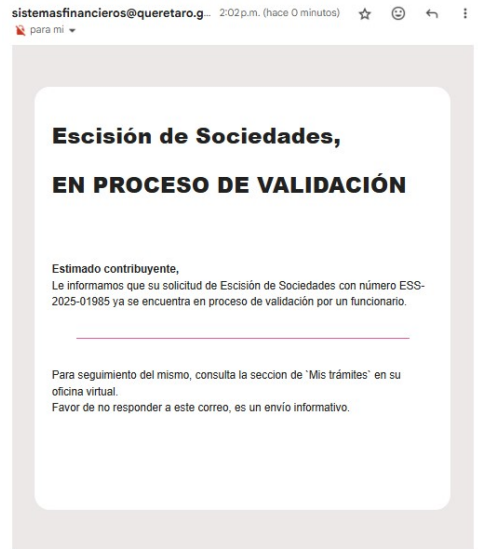 sistemasfinancieros@queretaro.g... 2:02 p.m. (hace 0 minutos)
para mi
Escisión de Sociedades,
EN PROCESO DE VALIDACIÓN
Estimado contribuyente,
Le informamos que su solicitud de Escisión de Sociedades con número ESS-
2025-01985 ya se encuentra en proceso de validación por un funcionario.
Para seguimiento del mismo, consulta la seccion de `Mis trámites` en su
oficina virtual.
Favor de no responder a este correo, es un envío informativo.